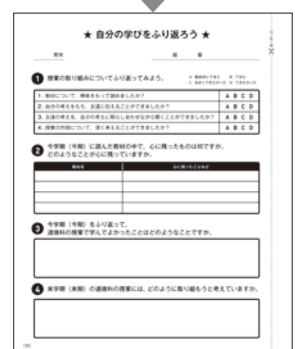 ★ 自分の学びをふり返ろう ★
組 番
1 授業の取り組みについてふり返ってみよう。
1. 教材について、興味をもって読めましたか? A B C D
2. 自分の考えをもち、友達に伝えることができましたか? A B C D
3. 友達の考えを、自分の考えに照らし合わせながら聞くことができましたか? A B C D
4. 授業の内容について、深く考えることができましたか? A B C D
2 今学期（今期）に読んだ教材の中で、心に残ったものは何ですか。
どのようなことが心に残っていますか。
教材名 心に残ったことなど
3 今学期（今期）をふり返って、
道徳科の授業で学んでよかったことはどのようなことですか。
4 来学期（来期）の道徳科の授業には、どのように取り組もうと考えていますか。